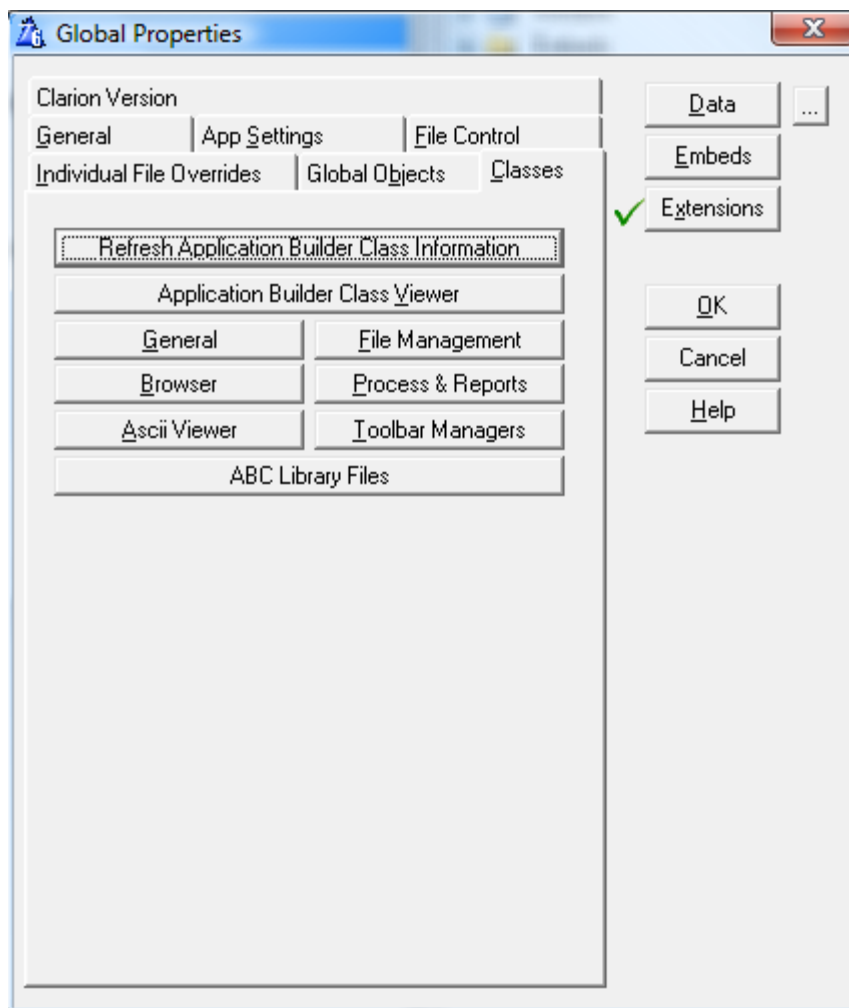 Global Properties
Clarion Version
General App Settings File Control
Individual File Overrides Global Objects Classes
Refresh Application Builder Class Information
Application Builder Class Viewer
General File Management
Browser Process & Reports
Ascii Viewer Toolbar Managers
ABC Library Files
Data ...
Embeds
Extensions
OK
Cancel
Help